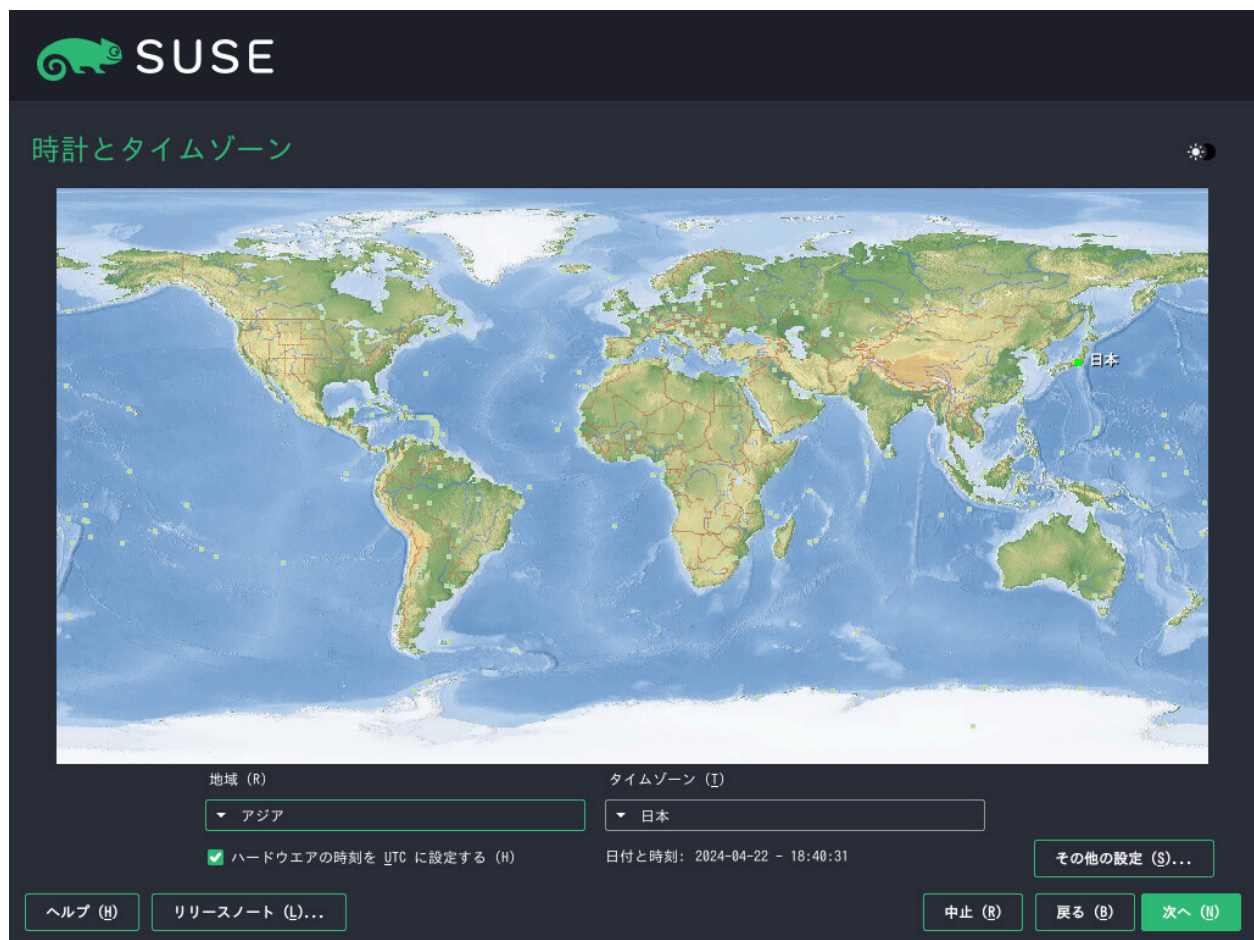 SUSE
時計とタイムゾーン
日本
地域 (R)
タイムゾーン (T)
アジア
日本
ハードウエアの時刻を UTC に設定する (H)
日付と時刻: 2024-04-22 - 18:40:31
その他の設定 (S)...
ヘルプ (H)
リリースノート (L)...
中止 (R)
戻る (B)
次へ (N)